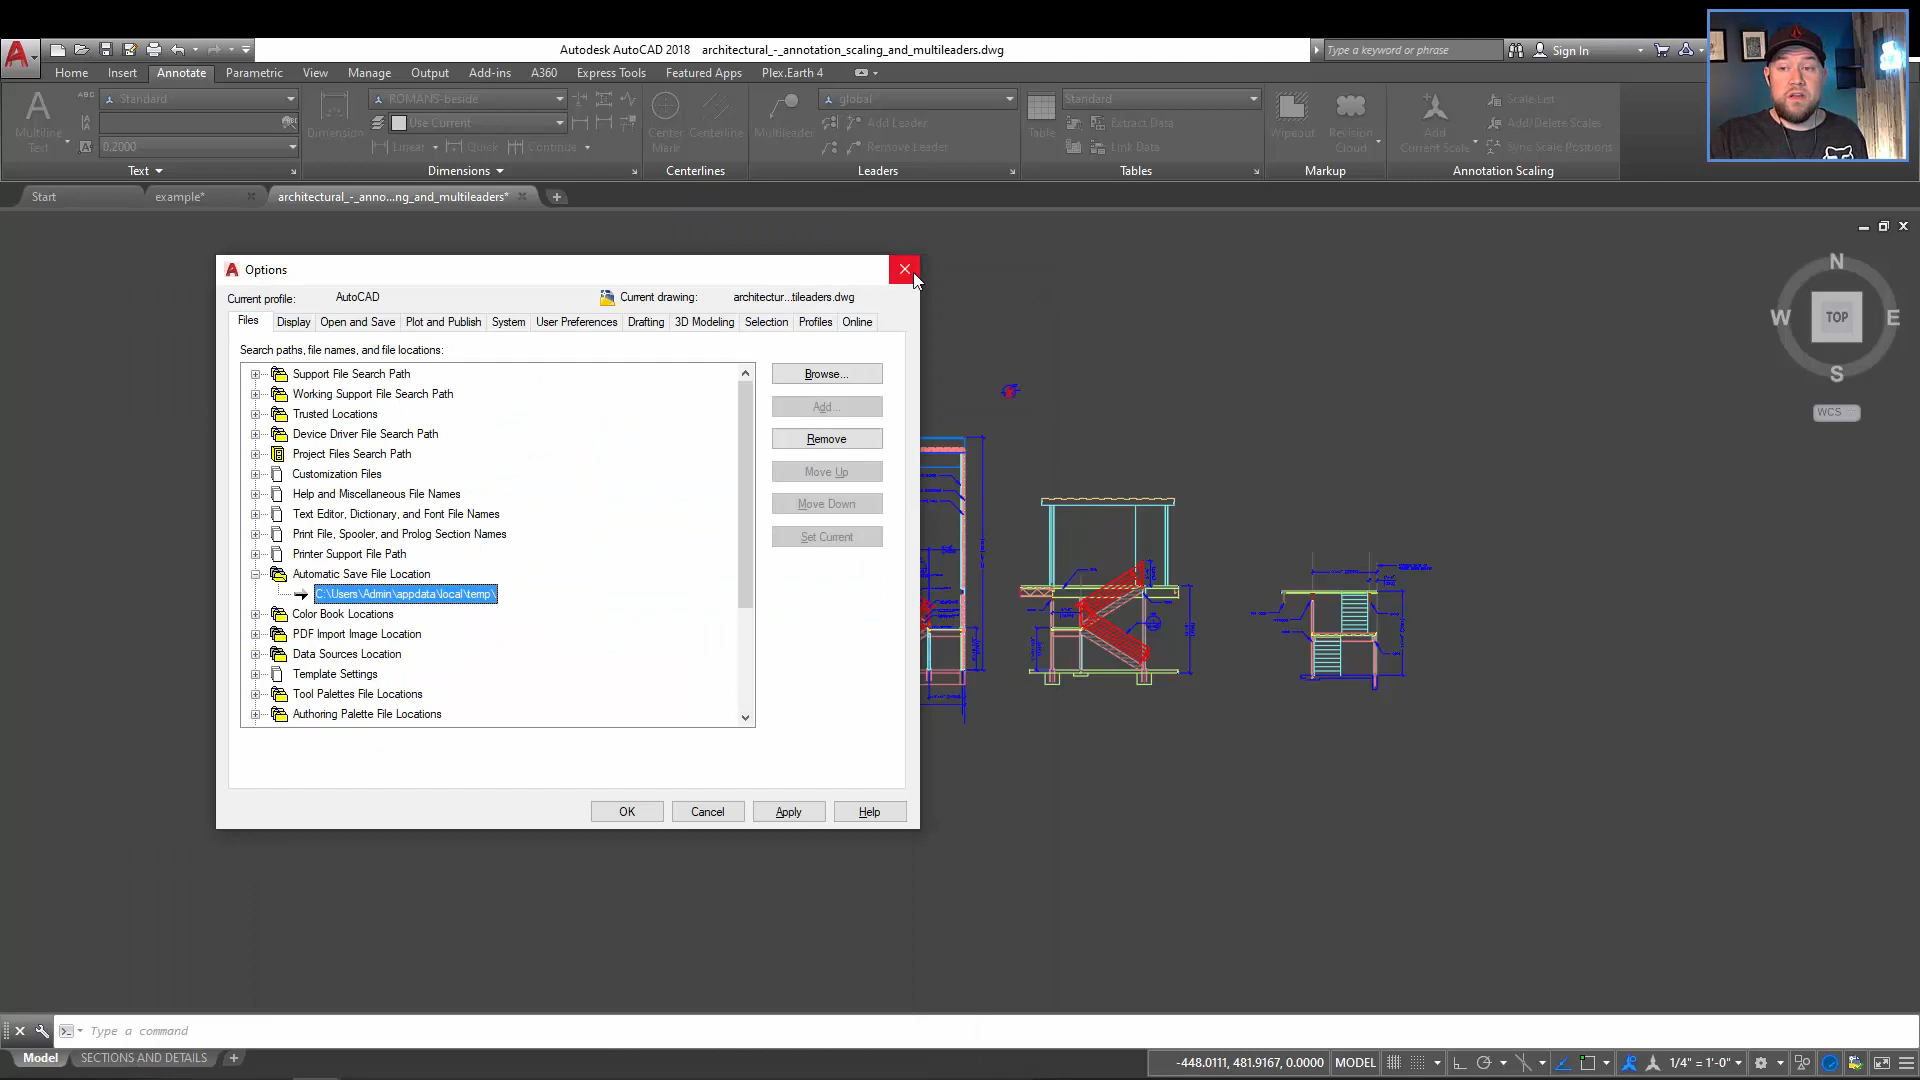 Autodesk AutoCAD 2018 architectural_-_annotation_scaling_and_multileaders.dwg
Type a keyword or phrase
Sign In
Home Insert Annotate Parametric View Manage Output Add-ins A360 Express Tools Featured Apps Plex.Earth 4
Multiline Text
ABC
Standard
0.2000
Text
Dimension
ROMANS-beside
Use Current
Linear Quick Continue
Dimensions
Center Mark
Centerline
Centerlines
Multileader
global
Add Leader
Remove Leader
Leaders
Table
Standard
Extract Data
Link Data
Tables
Wipeout
Revision Cloud
Markup
Add Current Scale
Scale List
Add/Delete Scales
Sync Scale Positions
Annotation Scaling
Start
example*
architectural_-_anno...ng_and_multileaders*
N
W TOP E
S
WCS
Options
Current profile: AutoCAD
Current drawing: architectur...tileaders.dwg
Files Display Open and Save Plot and Publish System User Preferences Drafting 3D Modeling Selection Profiles Online
Search paths, file names, and file locations:
Support File Search Path
Working Support File Search Path
Trusted Locations
Device Driver File Search Path
Project Files Search Path
Customization Files
Help and Miscellaneous File Names
Text Editor, Dictionary, and Font File Names
Print File, Spooler, and Prolog Section Names
Printer Support File Path
Automatic Save File Location
C:\Users\Admin\appdata\local\temp\
Color Book Locations
PDF Import Image Location
Data Sources Location
Template Settings
Tool Palettes File Locations
Authoring Palette File Locations
Browse...
Add...
Remove
Move Up
Move Down
Set Current
OK
Cancel
Apply
Help
Type a command
Model
SECTIONS AND DETAILS
-448.0111, 481.9167, 0.0000
MODEL
1/4" = 1'-0"